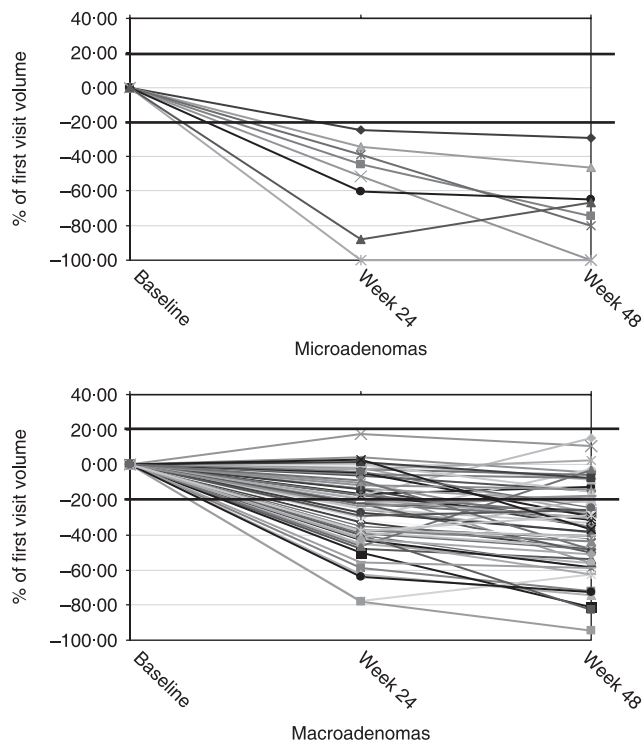 40·00
20·00
0·00
−20·00
−40·00
−60·00
−80·00
−100·00
% of first visit volume
Baseline
Week 24
Week 48
Microadenomas
40·00
20·00
0·00
−20·00
−40·00
−60·00
−80·00
−100·00
% of first visit volume
Baseline
Week 24
Week 48
Macroadenomas